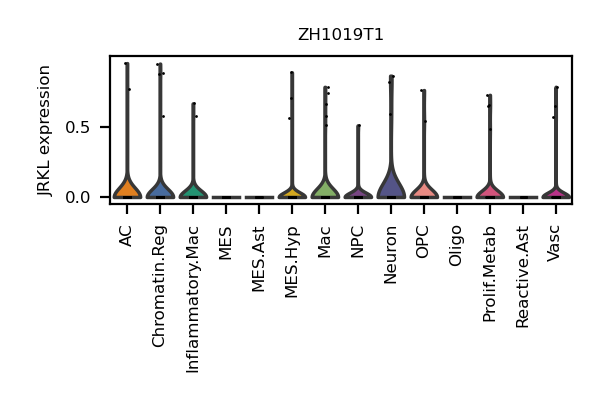 ZH1019T1
JRKL expression
0.5
0.0
AC
Chromatin.Reg
Inflammatory.Mac
MES
MES.Ast
MES.Hyp
Mac
NPC
Neuron
OPC
Oligo
Prolif.Metab
Reactive.Ast
Vasc